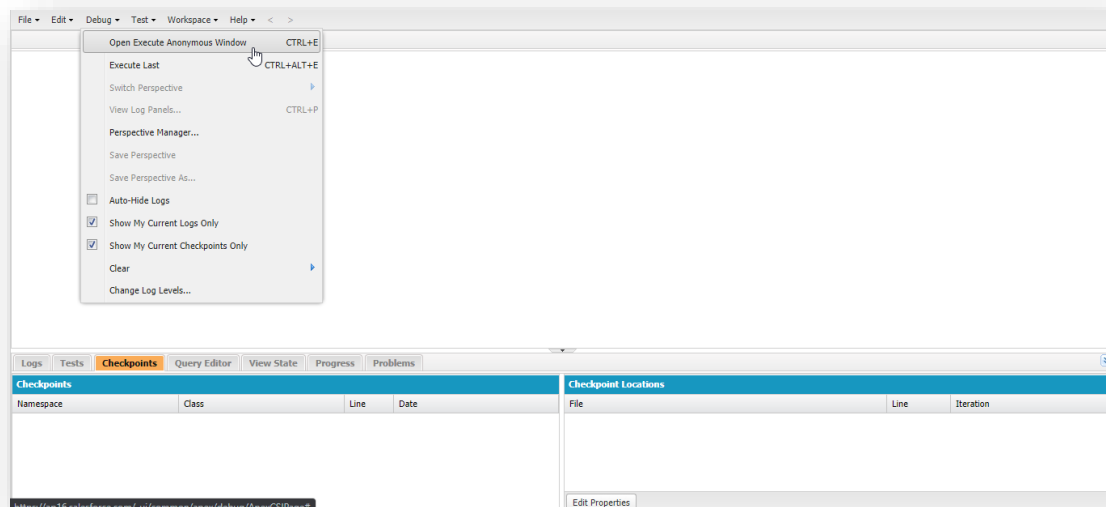 File Edit Debug Test Workspace Help < >
Open Execute Anonymous Window CTRL+E
Execute Last CTRL+ALT+E
Switch Perspective
View Log Panels... CTRL+P
Perspective Manager...
Save Perspective
Save Perspective As...
Auto-Hide Logs
Show My Current Logs Only
Show My Current Checkpoints Only
Clear
Change Log Levels...
Logs Tests Checkpoints Query Editor View State Progress Problems
Checkpoints Checkpoint Locations
Namespace Class Line Date File Line Iteration
Edit Properties